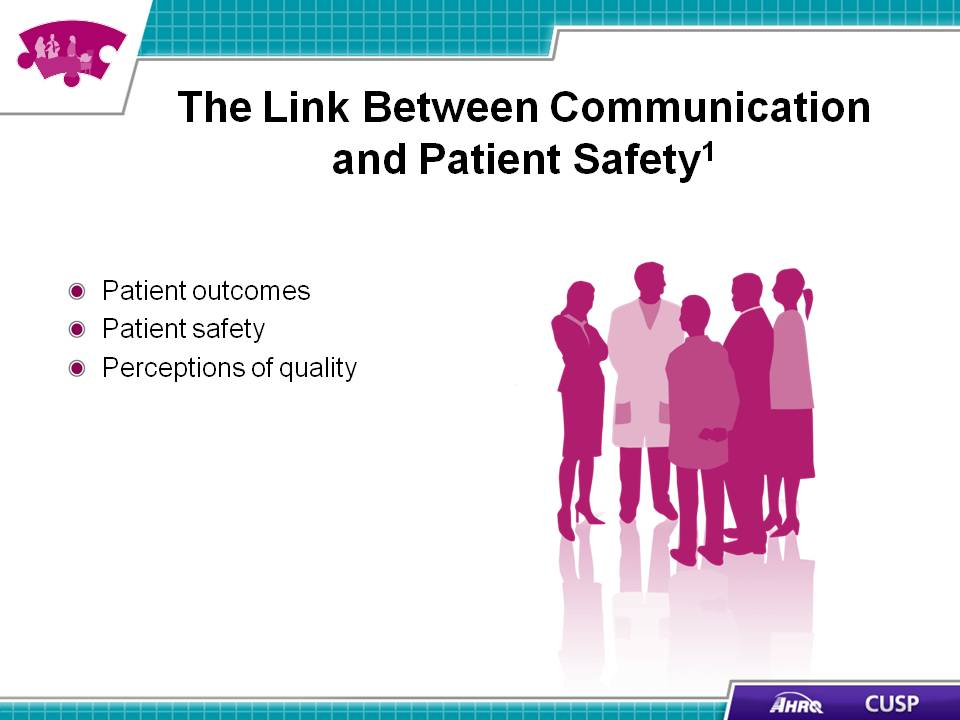 The Link Between Communication
and Patient Safety¹
Patient outcomes
Patient safety
Perceptions of quality
AHRQ
CUSP